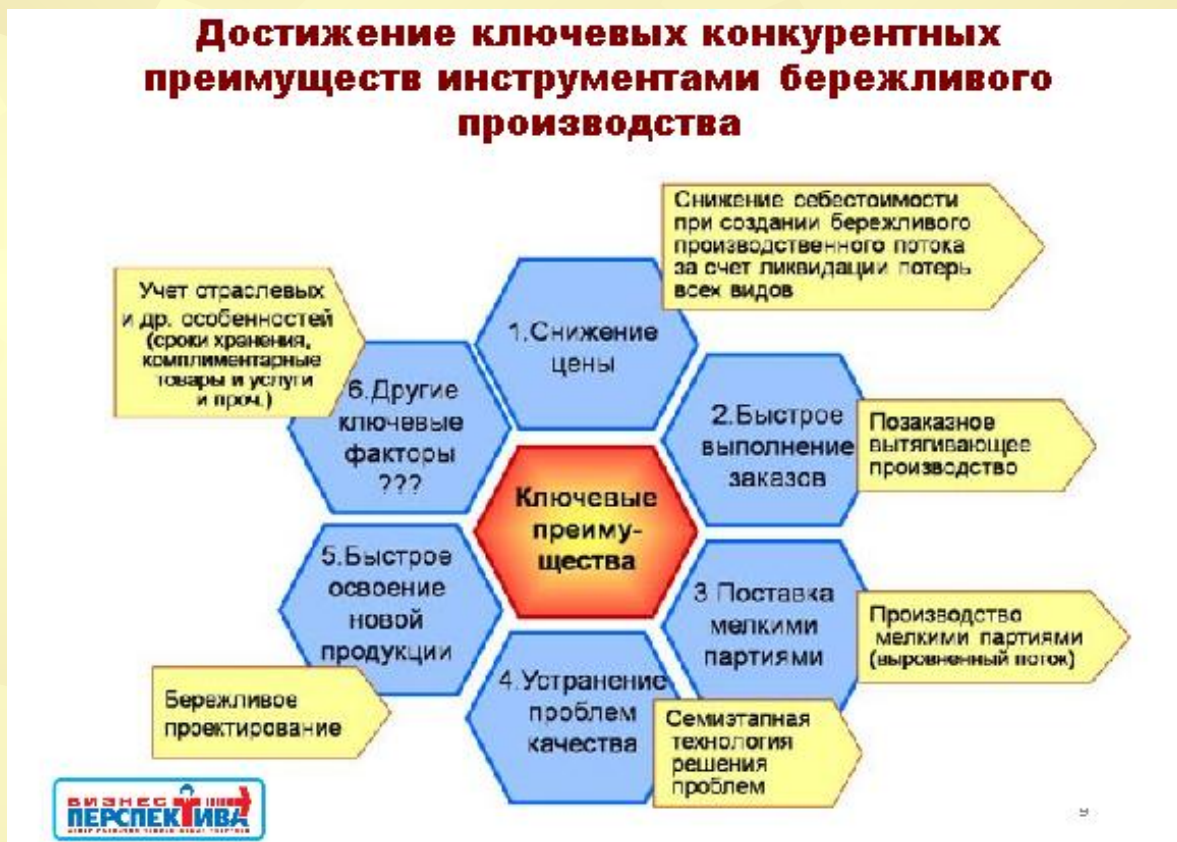 Достижение ключевых конкурентных
преимуществ инструментами бережливого
производства
Снижение себестоимости
при создании бережливого
производственного потока
за счет ликвидации потерь
всех видов
Учет отраслевых
и др. особенностей
(сроки хранения,
комплиментарные
товары и услуги
и проч.)
1.Снижение
цены
6.Другие
ключевые
факторы
???
2.Быстрое
выполнение
заказов
Позаказное
вытягивающее
производство
Ключевые
преиму-
щества
5.Быстрое
освоение
новой
продукции
3 Поставка
мелкими
партиями
Производство
мелкими партиями
(выровненный поток)
4.Устранение
проблем
качества
Бережливое
проектирование
Семиэтапная
технология
решения
проблем
БИЗНЕС
ПЕРСПЕКТИВА
9